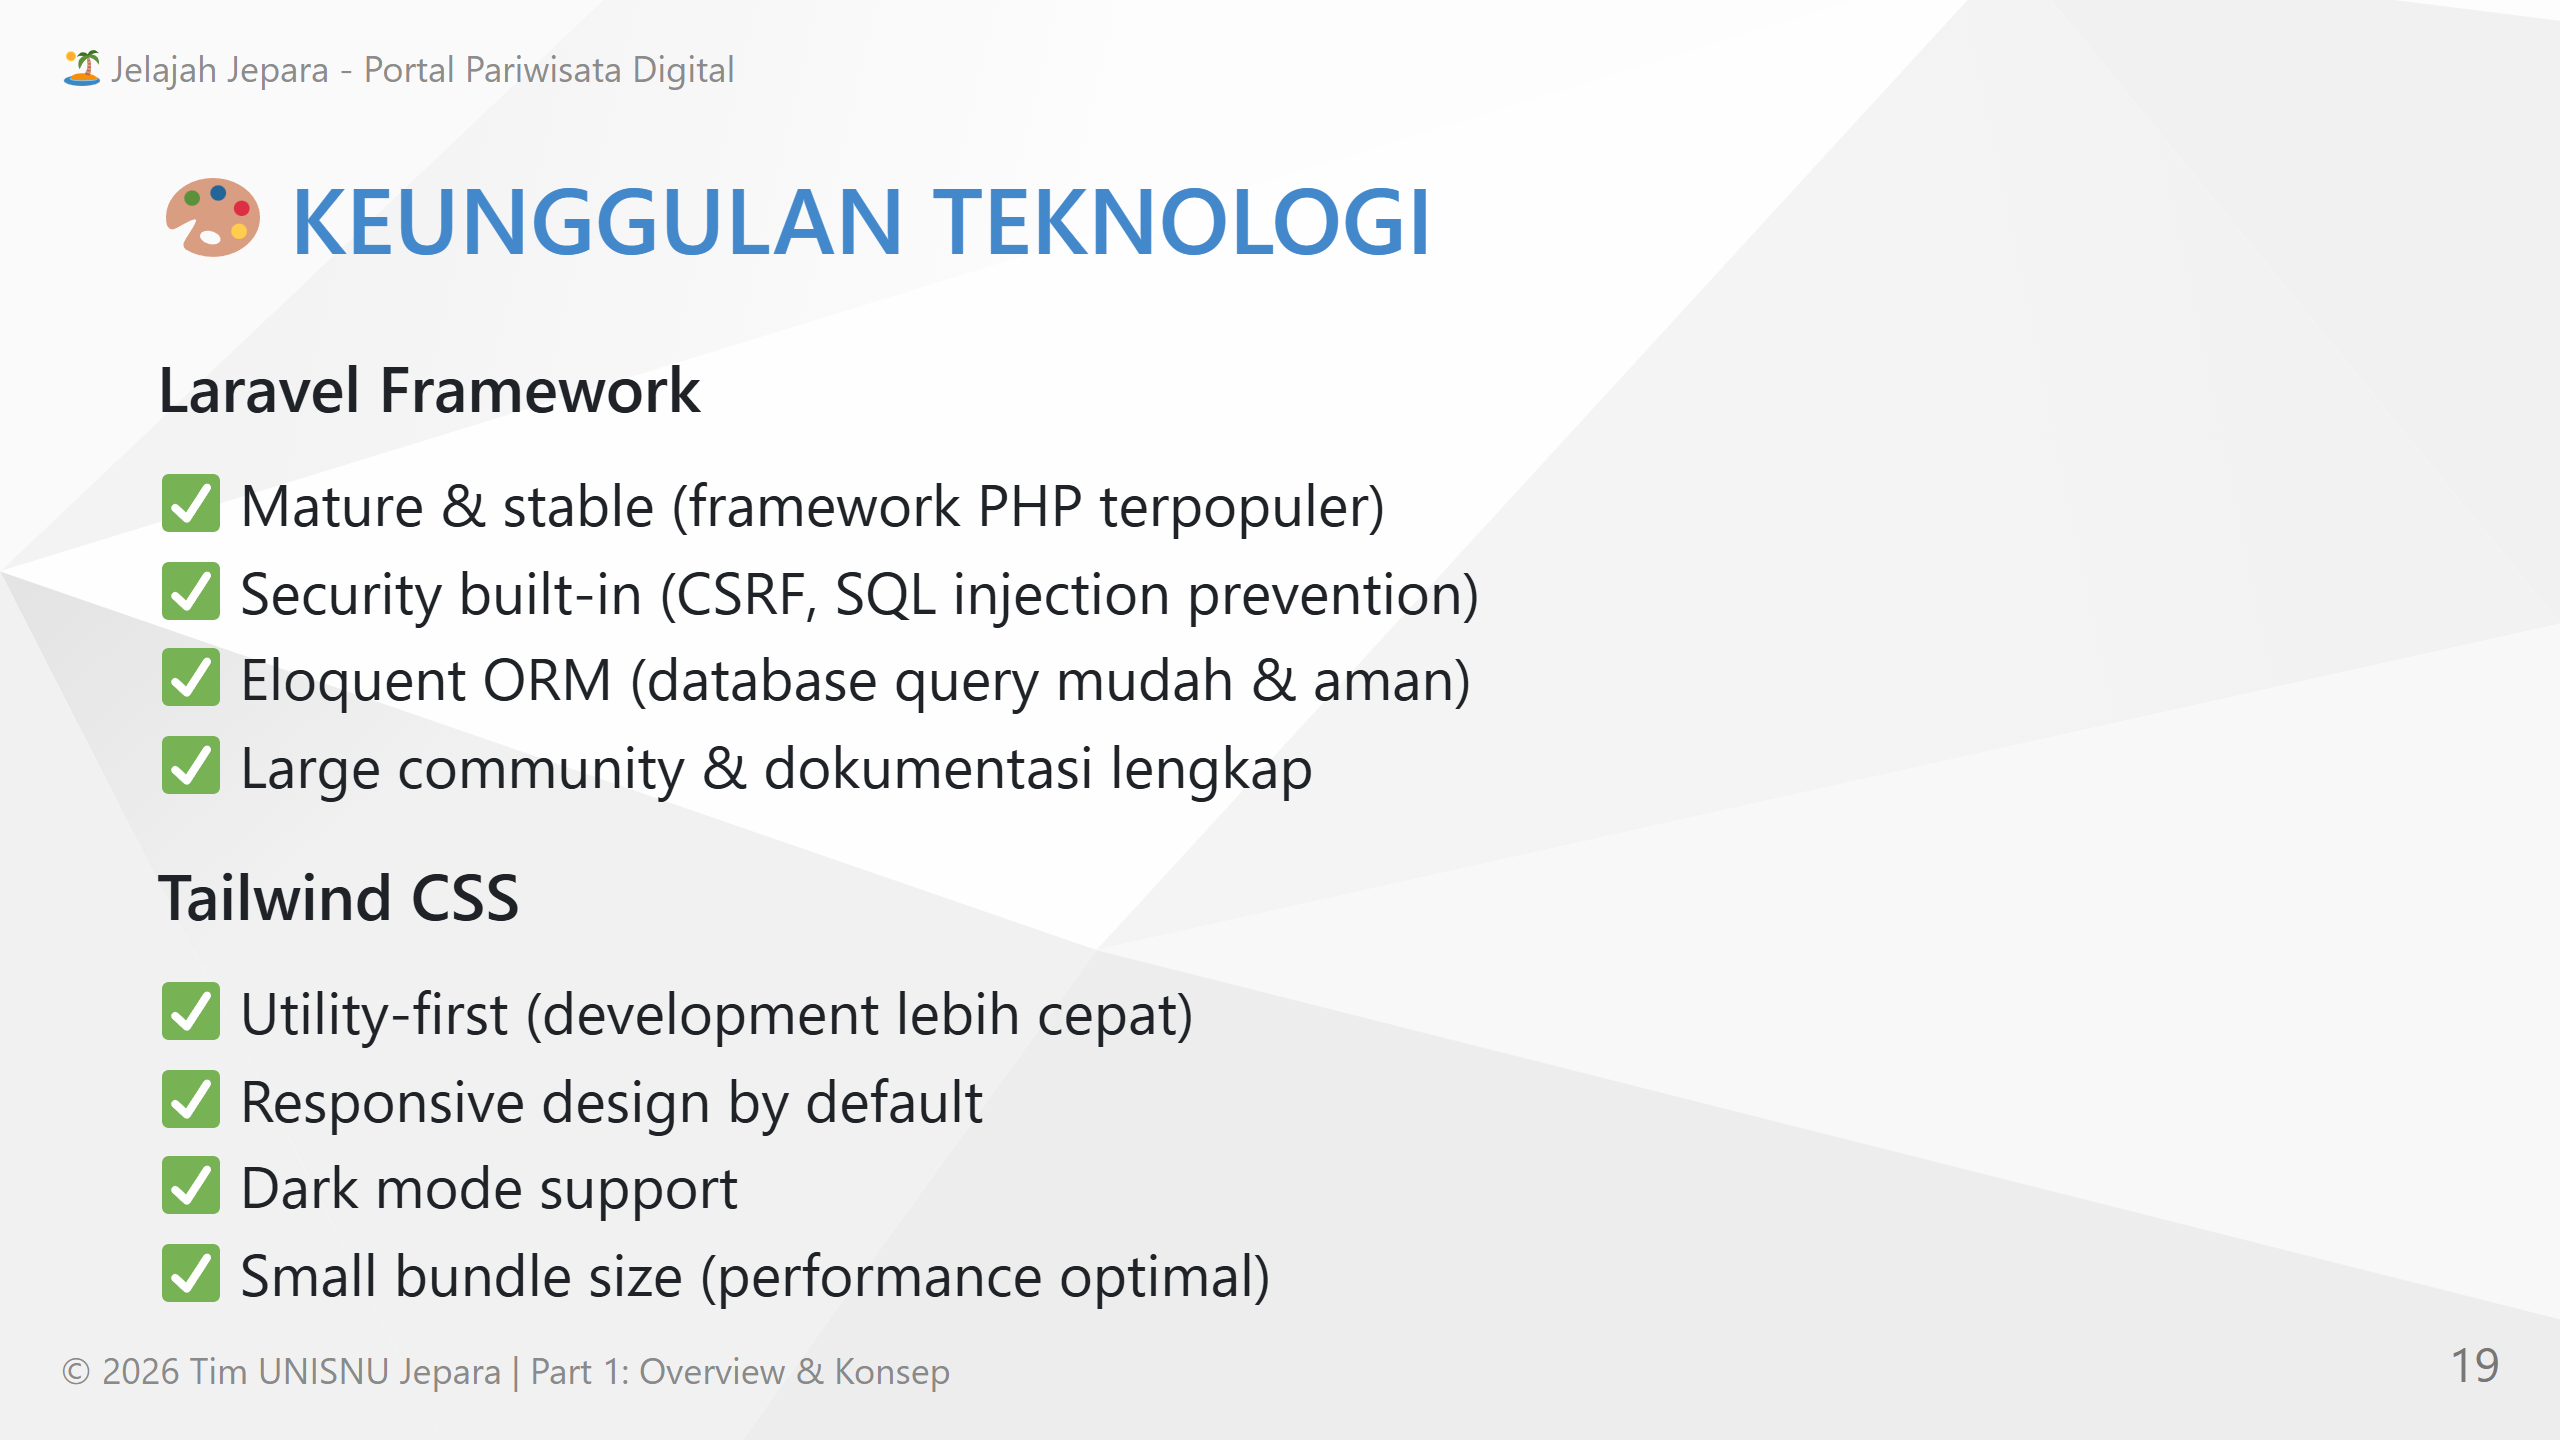 Jelajah Jepara - Portal Pariwisata Digital
KEUNGGULAN TEKNOLOGI
Laravel Framework
Mature & stable (framework PHP terpopuler)
Security built-in (CSRF, SQL injection prevention)
Eloquent ORM (database query mudah & aman)
Large community & dokumentasi lengkap
Tailwind CSS
Utility-first (development lebih cepat)
Responsive design by default
Dark mode support
Small bundle size (performance optimal)
© 2026 Tim UNISNU Jepara | Part 1: Overview & Konsep
19